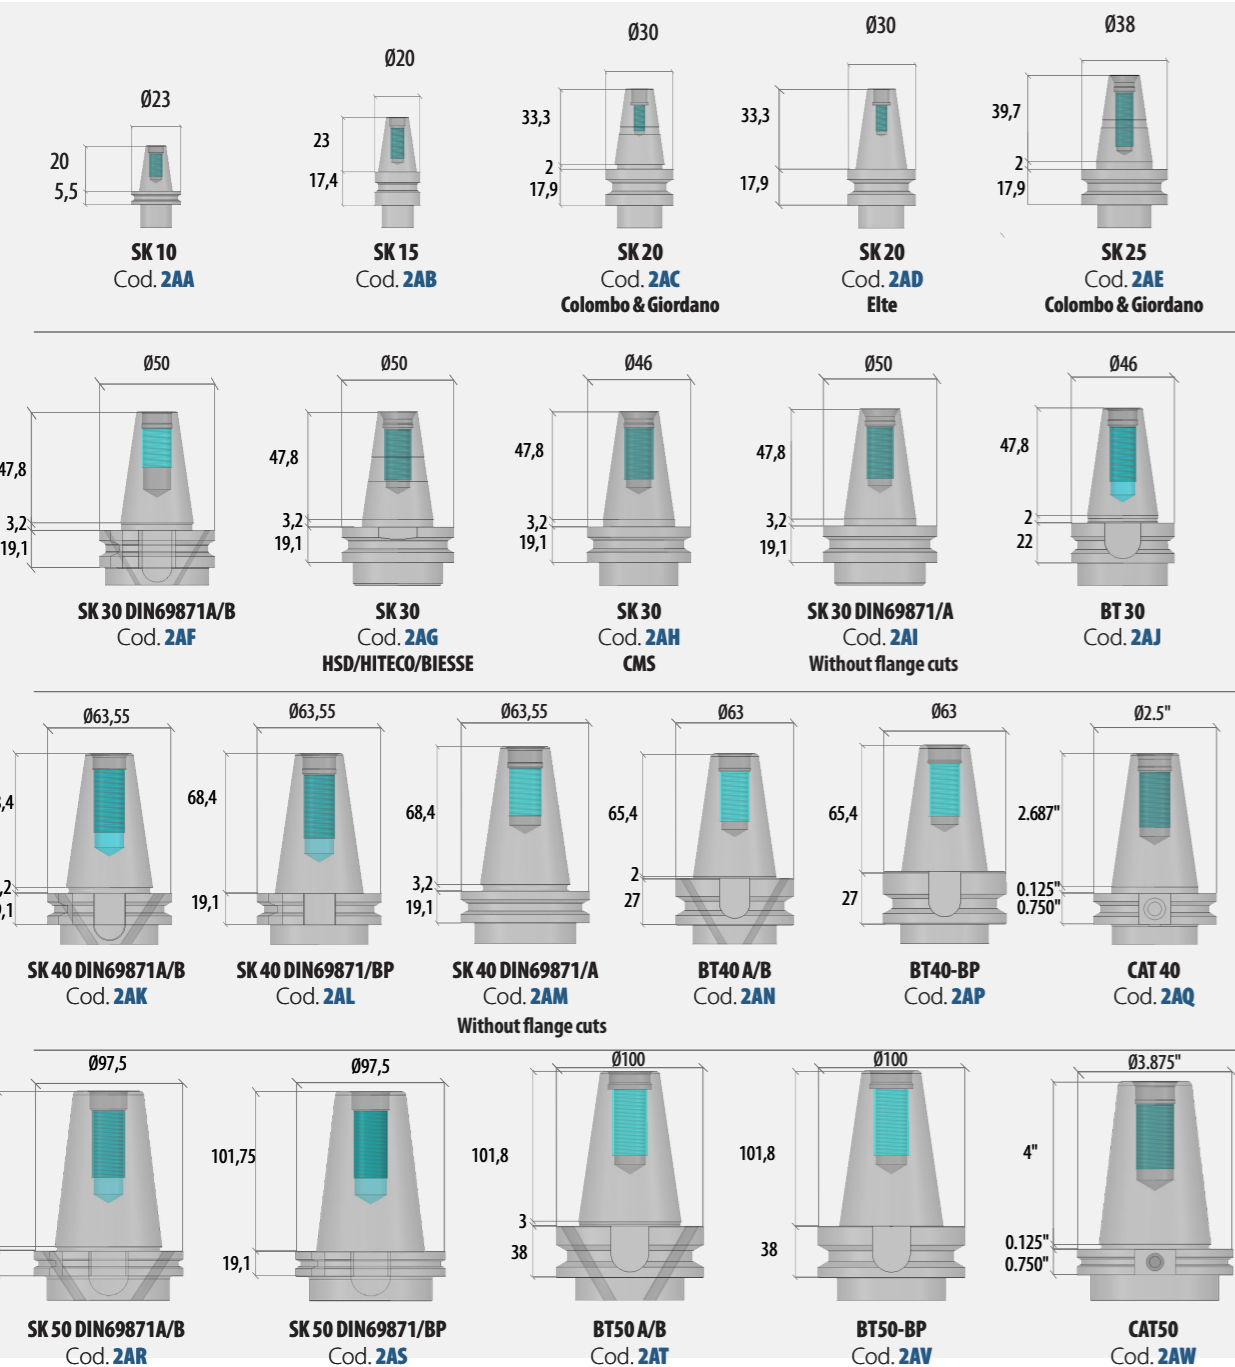 Ø23
20
5,5
SK 10
Cod. 2AA
Ø20
23
17,4
SK 15
Cod. 2AB
Ø30
33,3
2
17,9
SK 20
Cod. 2AC
Colombo & Giordano
Ø30
33,3
17,9
SK 20
Cod. 2AD
Elte
Ø38
39,7
2
17,9
SK 25
Cod. 2AE
Colombo & Giordano
Ø50
47,8
3,2
19,1
SK 30 DIN69871A/B
Cod. 2AF
Ø50
47,8
3,2
19,1
SK 30
Cod. 2AG
HSD/HITECO/BIESSE
Ø46
47,8
3,2
19,1
SK 30
Cod. 2AH
CMS
Ø50
47,8
3,2
19,1
SK 30 DIN69871/A
Cod. 2AI
Without flange cuts
Ø46
47,8
2
22
BT 30
Cod. 2AJ
Ø63,55
SK 40 DIN69871A/B
Cod. 2AK
Ø63,55
68,4
19,1
SK 40 DIN69871/BP
Cod. 2AL
Ø63,55
68,4
3,2
19,1
SK 40 DIN69871/A
Cod. 2AM
Without flange cuts
Ø63
65,4
2
27
BT40 A/B
Cod. 2AN
Ø63
65,4
27
BT40-BP
Cod. 2AP
Ø2.5"
2.687"
0.125"
0.750"
CAT 40
Cod. 2AQ
Ø97,5
SK 50 DIN69871A/B
Cod. 2AR
Ø97,5
101,75
19,1
SK 50 DIN69871/BP
Cod. 2AS
Ø100
101,8
3
38
BT50 A/B
Cod. 2AT
Ø100
101,8
38
BT50-BP
Cod. 2AV
Ø3.875"
4"
0.125"
0.750"
CAT50
Cod. 2AW